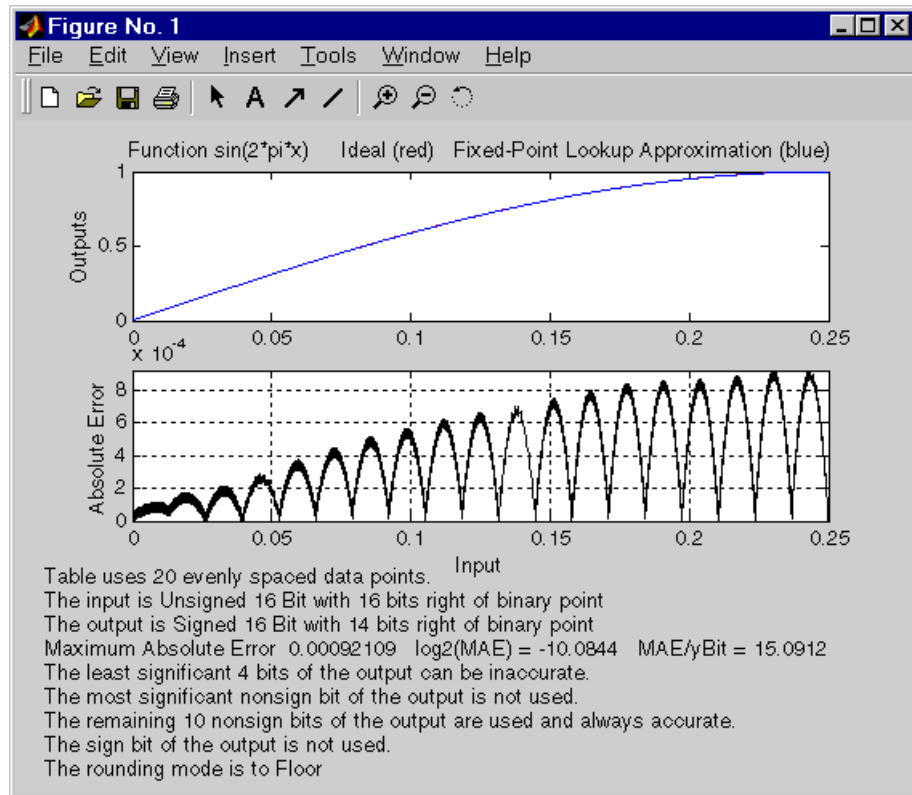 Figure No. 1
File Edit View Insert Tools Window Help
A
Function sin(2*pi*x) Ideal (red) Fixed-Point Lookup Approximation (blue)
1
0.5
0
Outputs
0 0.05 0.1 0.15 0.2 0.25
x 10^-4
8
6
4
2
0
Absolute Error
0 0.05 0.1 0.15 0.2 0.25
Input
Table uses 20 evenly spaced data points.
The input is Unsigned 16 Bit with 16 bits right of binary point
The output is Signed 16 Bit with 14 bits right of binary point
Maximum Absolute Error 0.00092109 log2(MAE) = -10.0844 MAE/yBit = 15.0912
The least significant 4 bits of the output can be inaccurate.
The most significant nonsign bit of the output is not used.
The remaining 10 nonsign bits of the output are used and always accurate.
The sign bit of the output is not used.
The rounding mode is to Floor